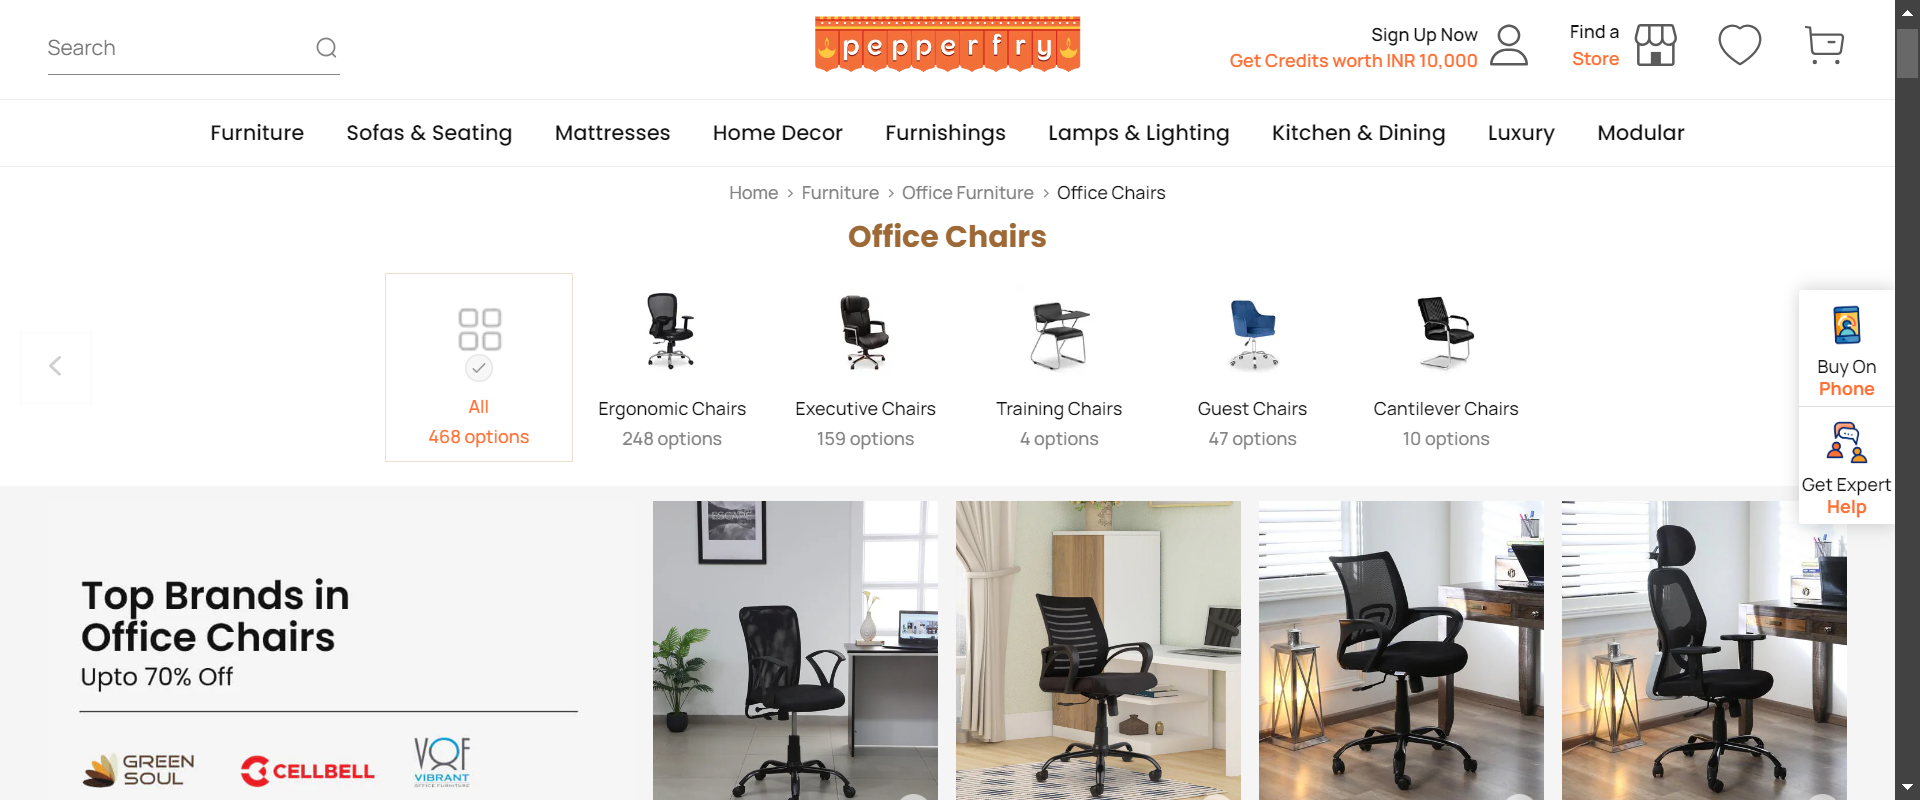 Search
pepperfry
Sign Up Now
Get Credits worth INR 10,000
Find a
Store
Furniture
Sofas & Seating
Mattresses
Home Decor
Furnishings
Lamps & Lighting
Kitchen & Dining
Luxury
Modular
Home › Furniture › Office Furniture › Office Chairs
Office Chairs
All
468 options
Ergonomic Chairs
248 options
Executive Chairs
159 options
Training Chairs
4 options
Guest Chairs
47 options
Cantilever Chairs
10 options
Buy On
Phone
Get Expert
Help
Top Brands in
Office Chairs
Upto 70% Off
GREEN
SOUL
CELLBELL
VOF
VIBRANT
OFFICE FURNITURE
ESCAPE